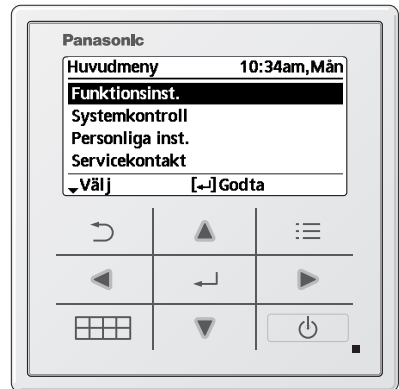 Panasonic
Huvudmeny 10:34am,Mån
Funktionsinst.
Systemkontroll
Personliga inst.
Servicekontakt
Välj [↵]Godta